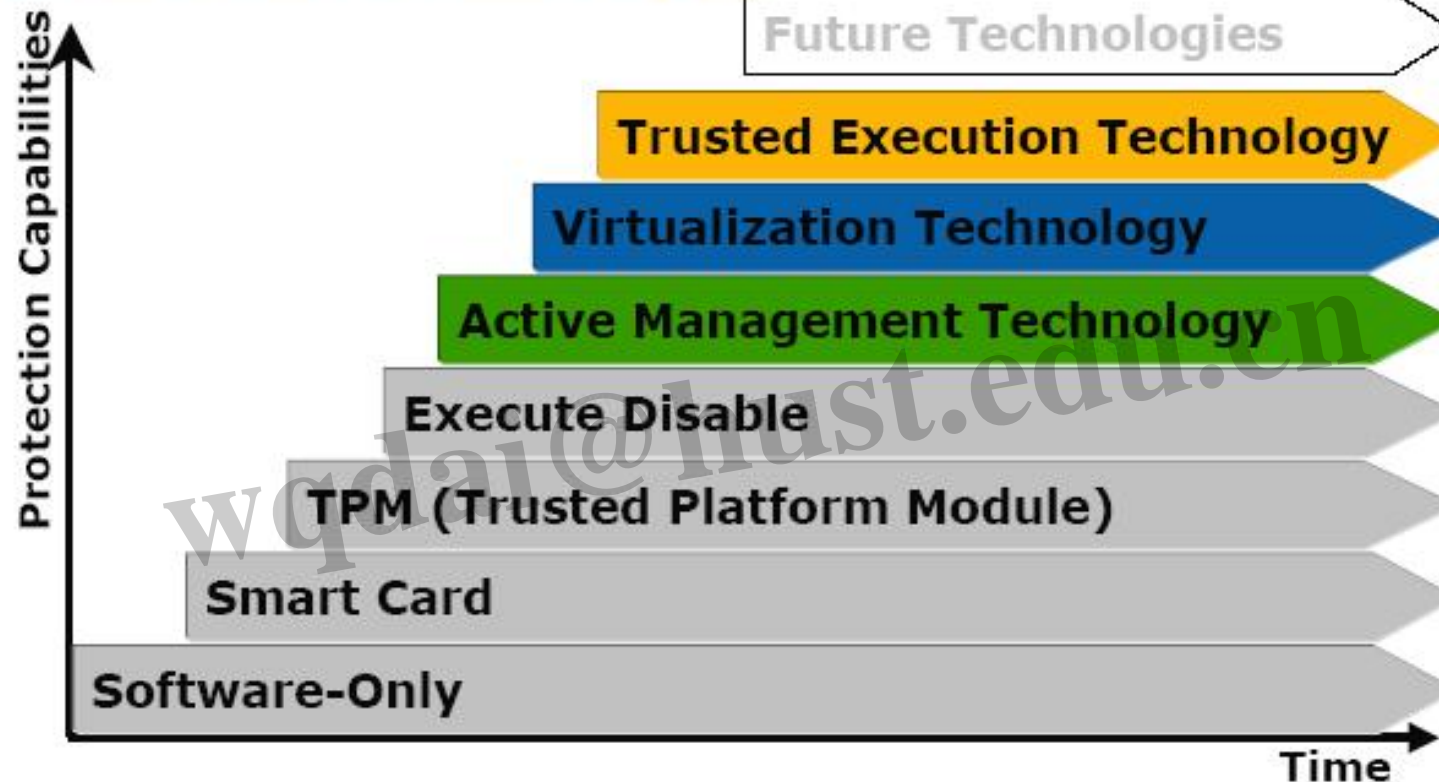 Protection Capabilities
Future Technologies
Trusted Execution Technology
Virtualization Technology
Active Management Technology
Execute Disable
TPM (Trusted Platform Module)
Smart Card
Software-Only
Time
wqdai@hust.edu.cn